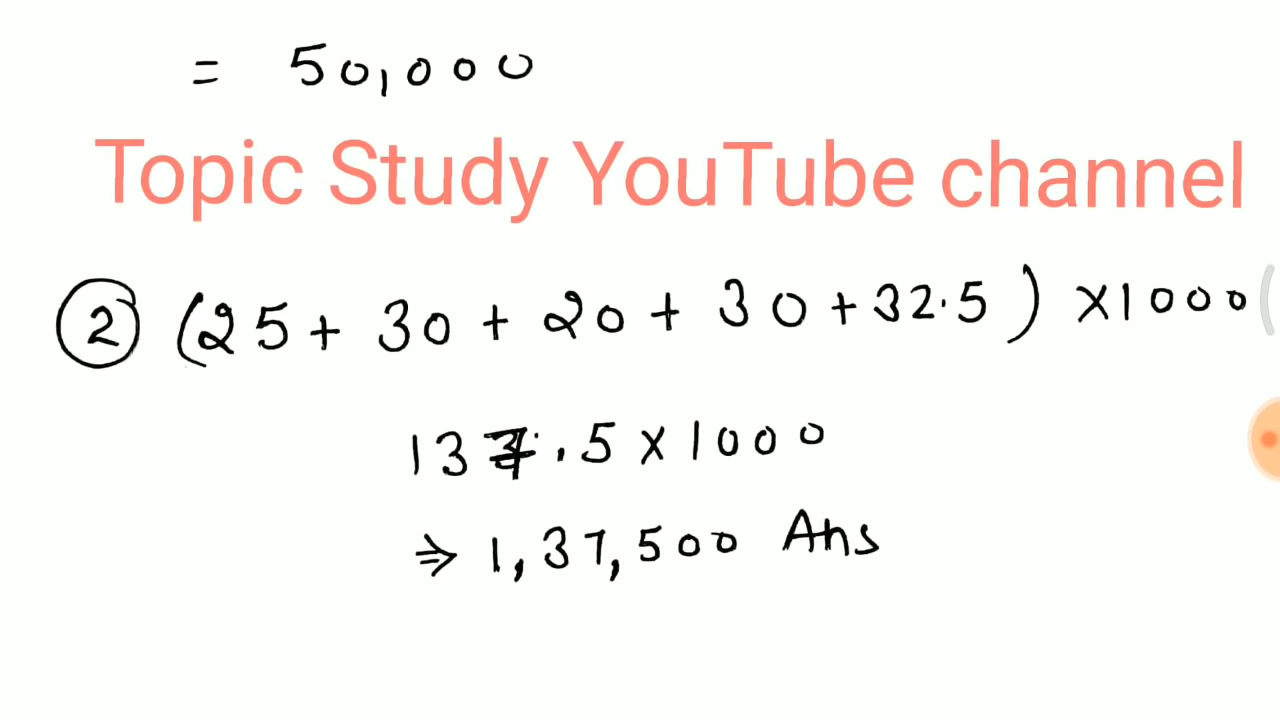 = 50,000
Topic Study YouTube channel
② (25 + 30 + 20 + 30 + 32.5) ×1000
137.5 × 1000
⇒ 1,37,500 Ans